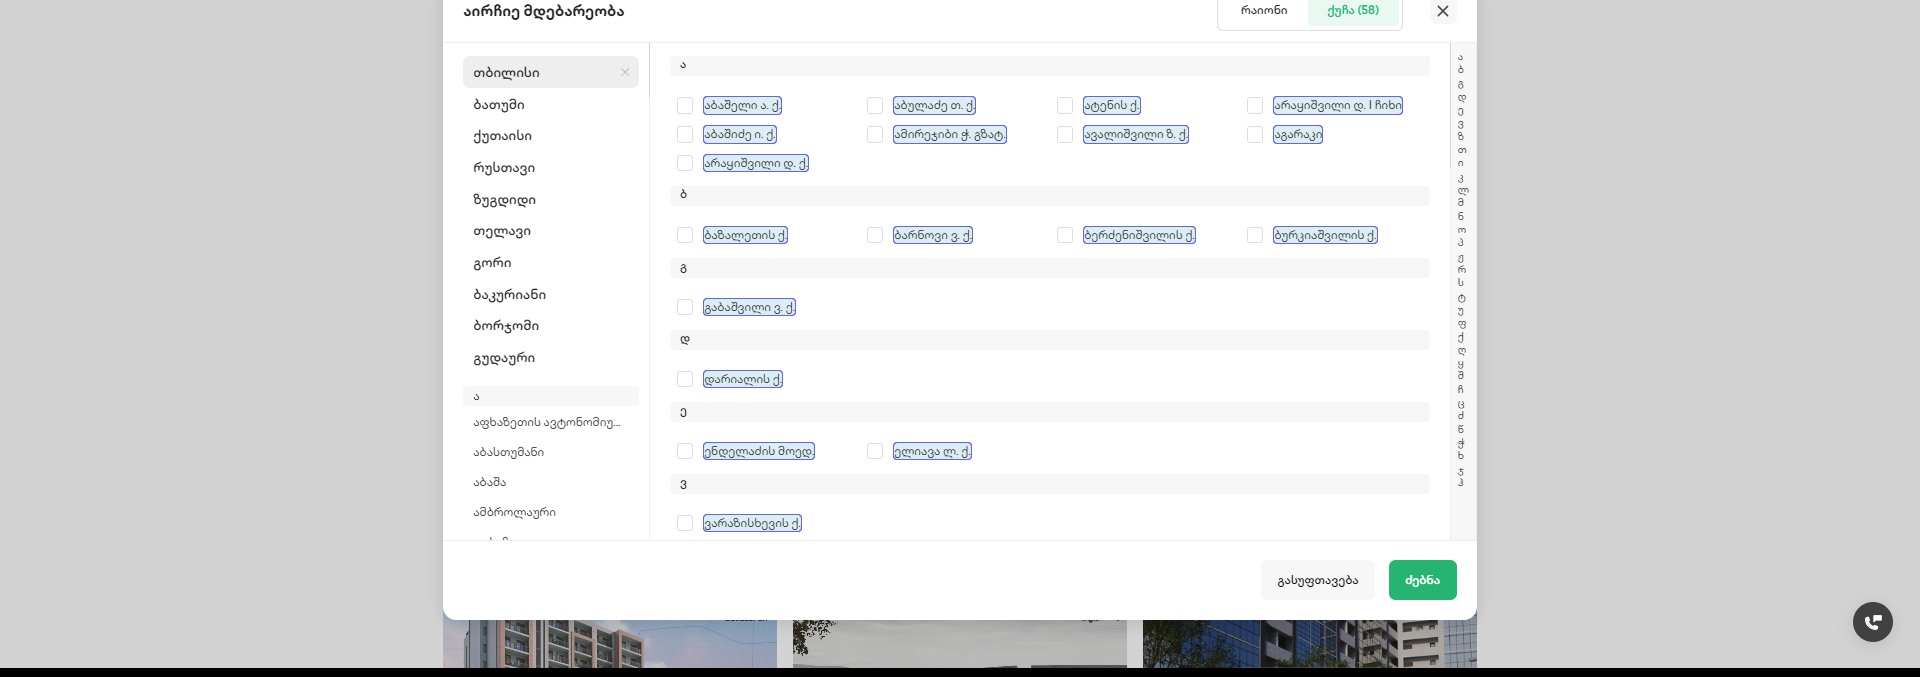 აირჩიე მდებარეობა
რაიონი
ქუჩა (58)
თბილისი
ბათუმი
ქუთაისი
რუსთავი
ზუგდიდი
თელავი
გორი
ბაკურიანი
ბორჯომი
გუდაური
ა
აფხაზეთის ავტონომიუ...
აბასთუმანი
აბაშა
ამბროლაური
ა
აბაშელი ა. ქ.
აბულაძე თ. ქ.
ატენის ქ.
არაყიშვილი დ. I ჩიხი
აბაშიძე ი. ქ.
ამირეჯიბი ჭ. გზატ.
ავალიშვილი ზ. ქ.
აგარაკი
არაყიშვილი დ. ქ.
ბ
ბაზალეთის ქ.
ბარნოვი ვ. ქ.
ბერძენიშვილის ქ.
ბურკიაშვილის ქ.
გ
გაბაშვილი ვ. ქ.
დ
დარიალის ქ.
ე
ენდელაძის მოედ.
ელიავა ლ. ქ.
ვ
ვარაზისხევის ქ.
ა
ბ
გ
დ
ე
ვ
ზ
თ
ი
კ
ლ
მ
ნ
ო
პ
ჟ
რ
ს
ტ
უ
ფ
ქ
ღ
ყ
შ
ჩ
ც
ძ
წ
ჭ
ხ
ჯ
ჰ
გასუფთავება
ძებნა